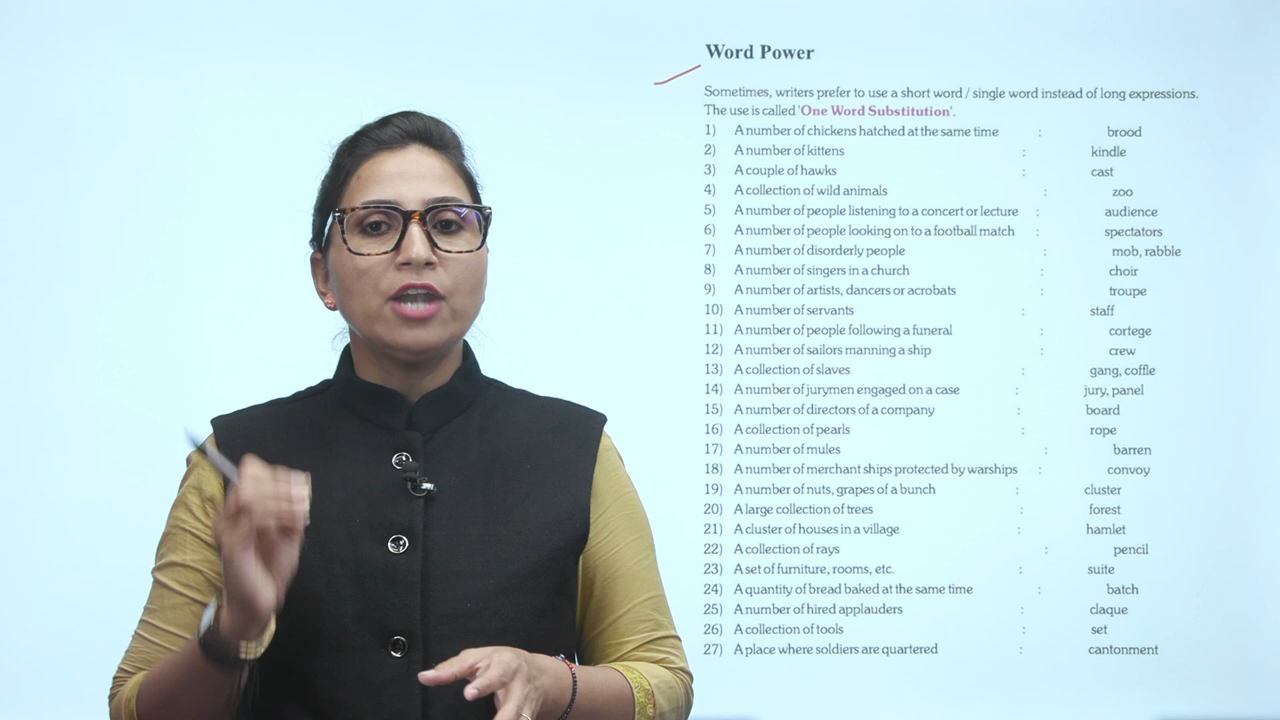 Word Power
Sometimes, writers prefer to use a short word / single word instead of long expressions.
The use is called 'One Word Substitution'.
1) A number of chickens hatched at the same time : brood
2) A number of kittens : kindle
3) A couple of hawks : cast
4) A collection of wild animals : zoo
5) A number of people listening to a concert or lecture : audience
6) A number of people looking on to a football match : spectators
7) A number of disorderly people : mob, rabble
8) A number of singers in a church : choir
9) A number of artists, dancers or acrobats : troupe
10) A number of servants : staff
11) A number of people following a funeral : cortege
12) A number of sailors manning a ship : crew
13) A collection of slaves : gang, coffle
14) A number of jurymen engaged on a case : jury, panel
15) A number of directors of a company : board
16) A collection of pearls : rope
17) A number of mules : barren
18) A number of merchant ships protected by warships : convoy
19) A number of nuts, grapes of a bunch : cluster
20) A large collection of trees : forest
21) A cluster of houses in a village : hamlet
22) A collection of rays : pencil
23) A set of furniture, rooms, etc. : suite
24) A quantity of bread baked at the same time : batch
25) A number of hired applauders : claque
26) A collection of tools : set
27) A place where soldiers are quartered : cantonment